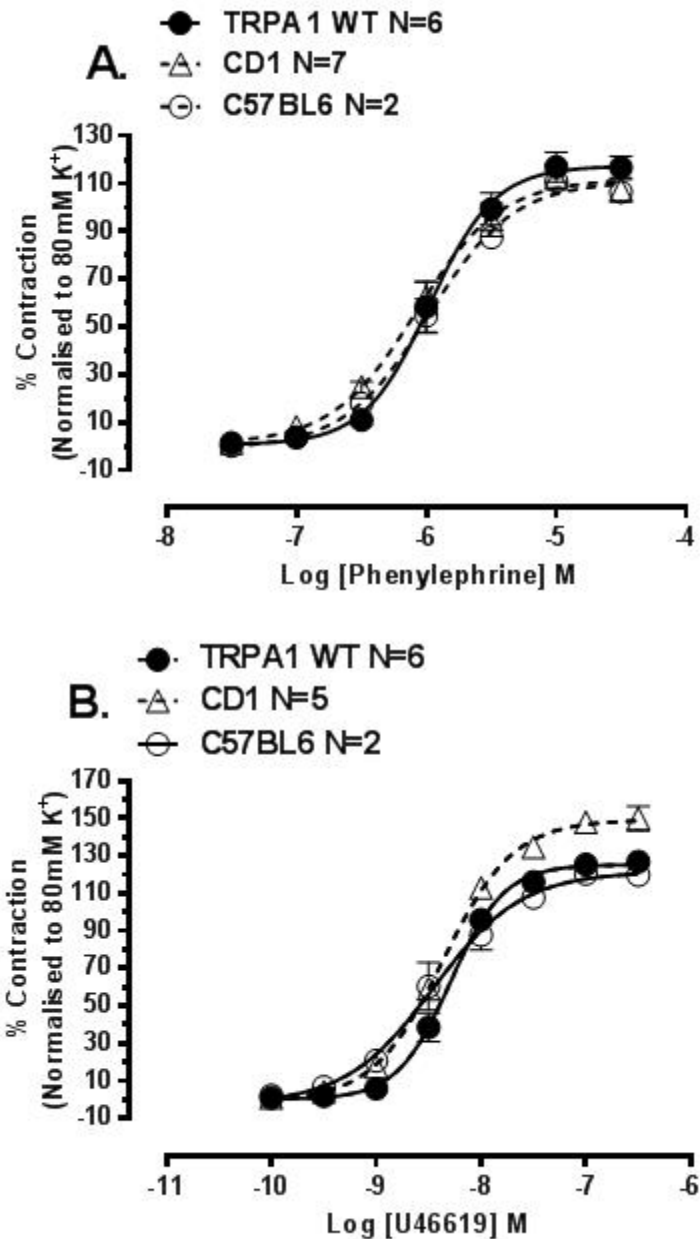 TRPA1 WT N=6
A. CD1 N=7
C57BL6 N=2
130
110
90
70
50
30
10
-10
% Contraction
(Normalised to 80mM K⁺)
-8 -7 -6 -5 -4
Log [Phenylephrine] M
TRPA1 WT N=6
B. CD1 N=5
C57BL6 N=2
170
150
130
110
90
70
50
30
10
-10
% Contraction
(Normalised to 80mM K⁺)
-11 -10 -9 -8 -7 -6
Log [U46619] M